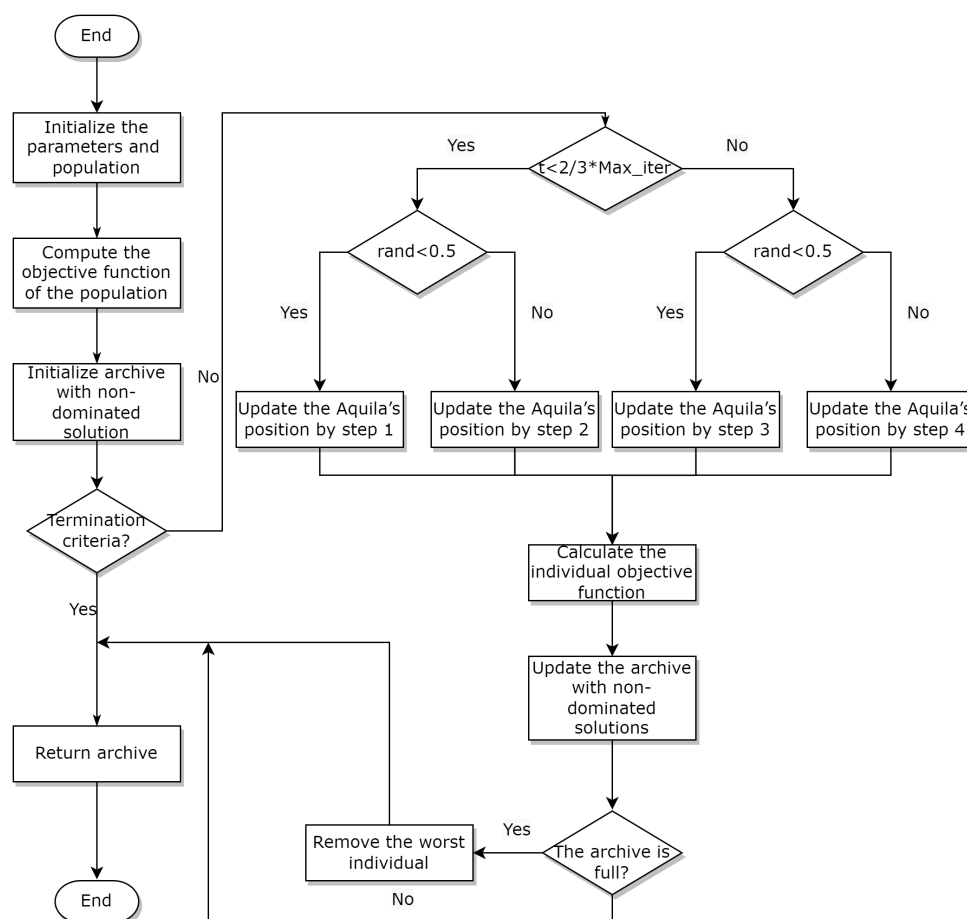 End
Initialize the
parameters and
population
Compute the
objective function
of the population
Initialize archive
with non-
dominated
solution
Termination
criteria?
No
Yes
Return archive
End
t<2/3*Max_iter
Yes
No
rand<0.5
rand<0.5
Yes
No
Yes
No
Update the Aquila’s
position by step 1
Update the Aquila’s
position by step 2
Update the Aquila’s
position by step 3
Update the Aquila’s
position by step 4
Calculate the
individual objective
function
Update the archive
with non-
dominated
solutions
The archive is
full?
Yes
Remove the worst
individual
No